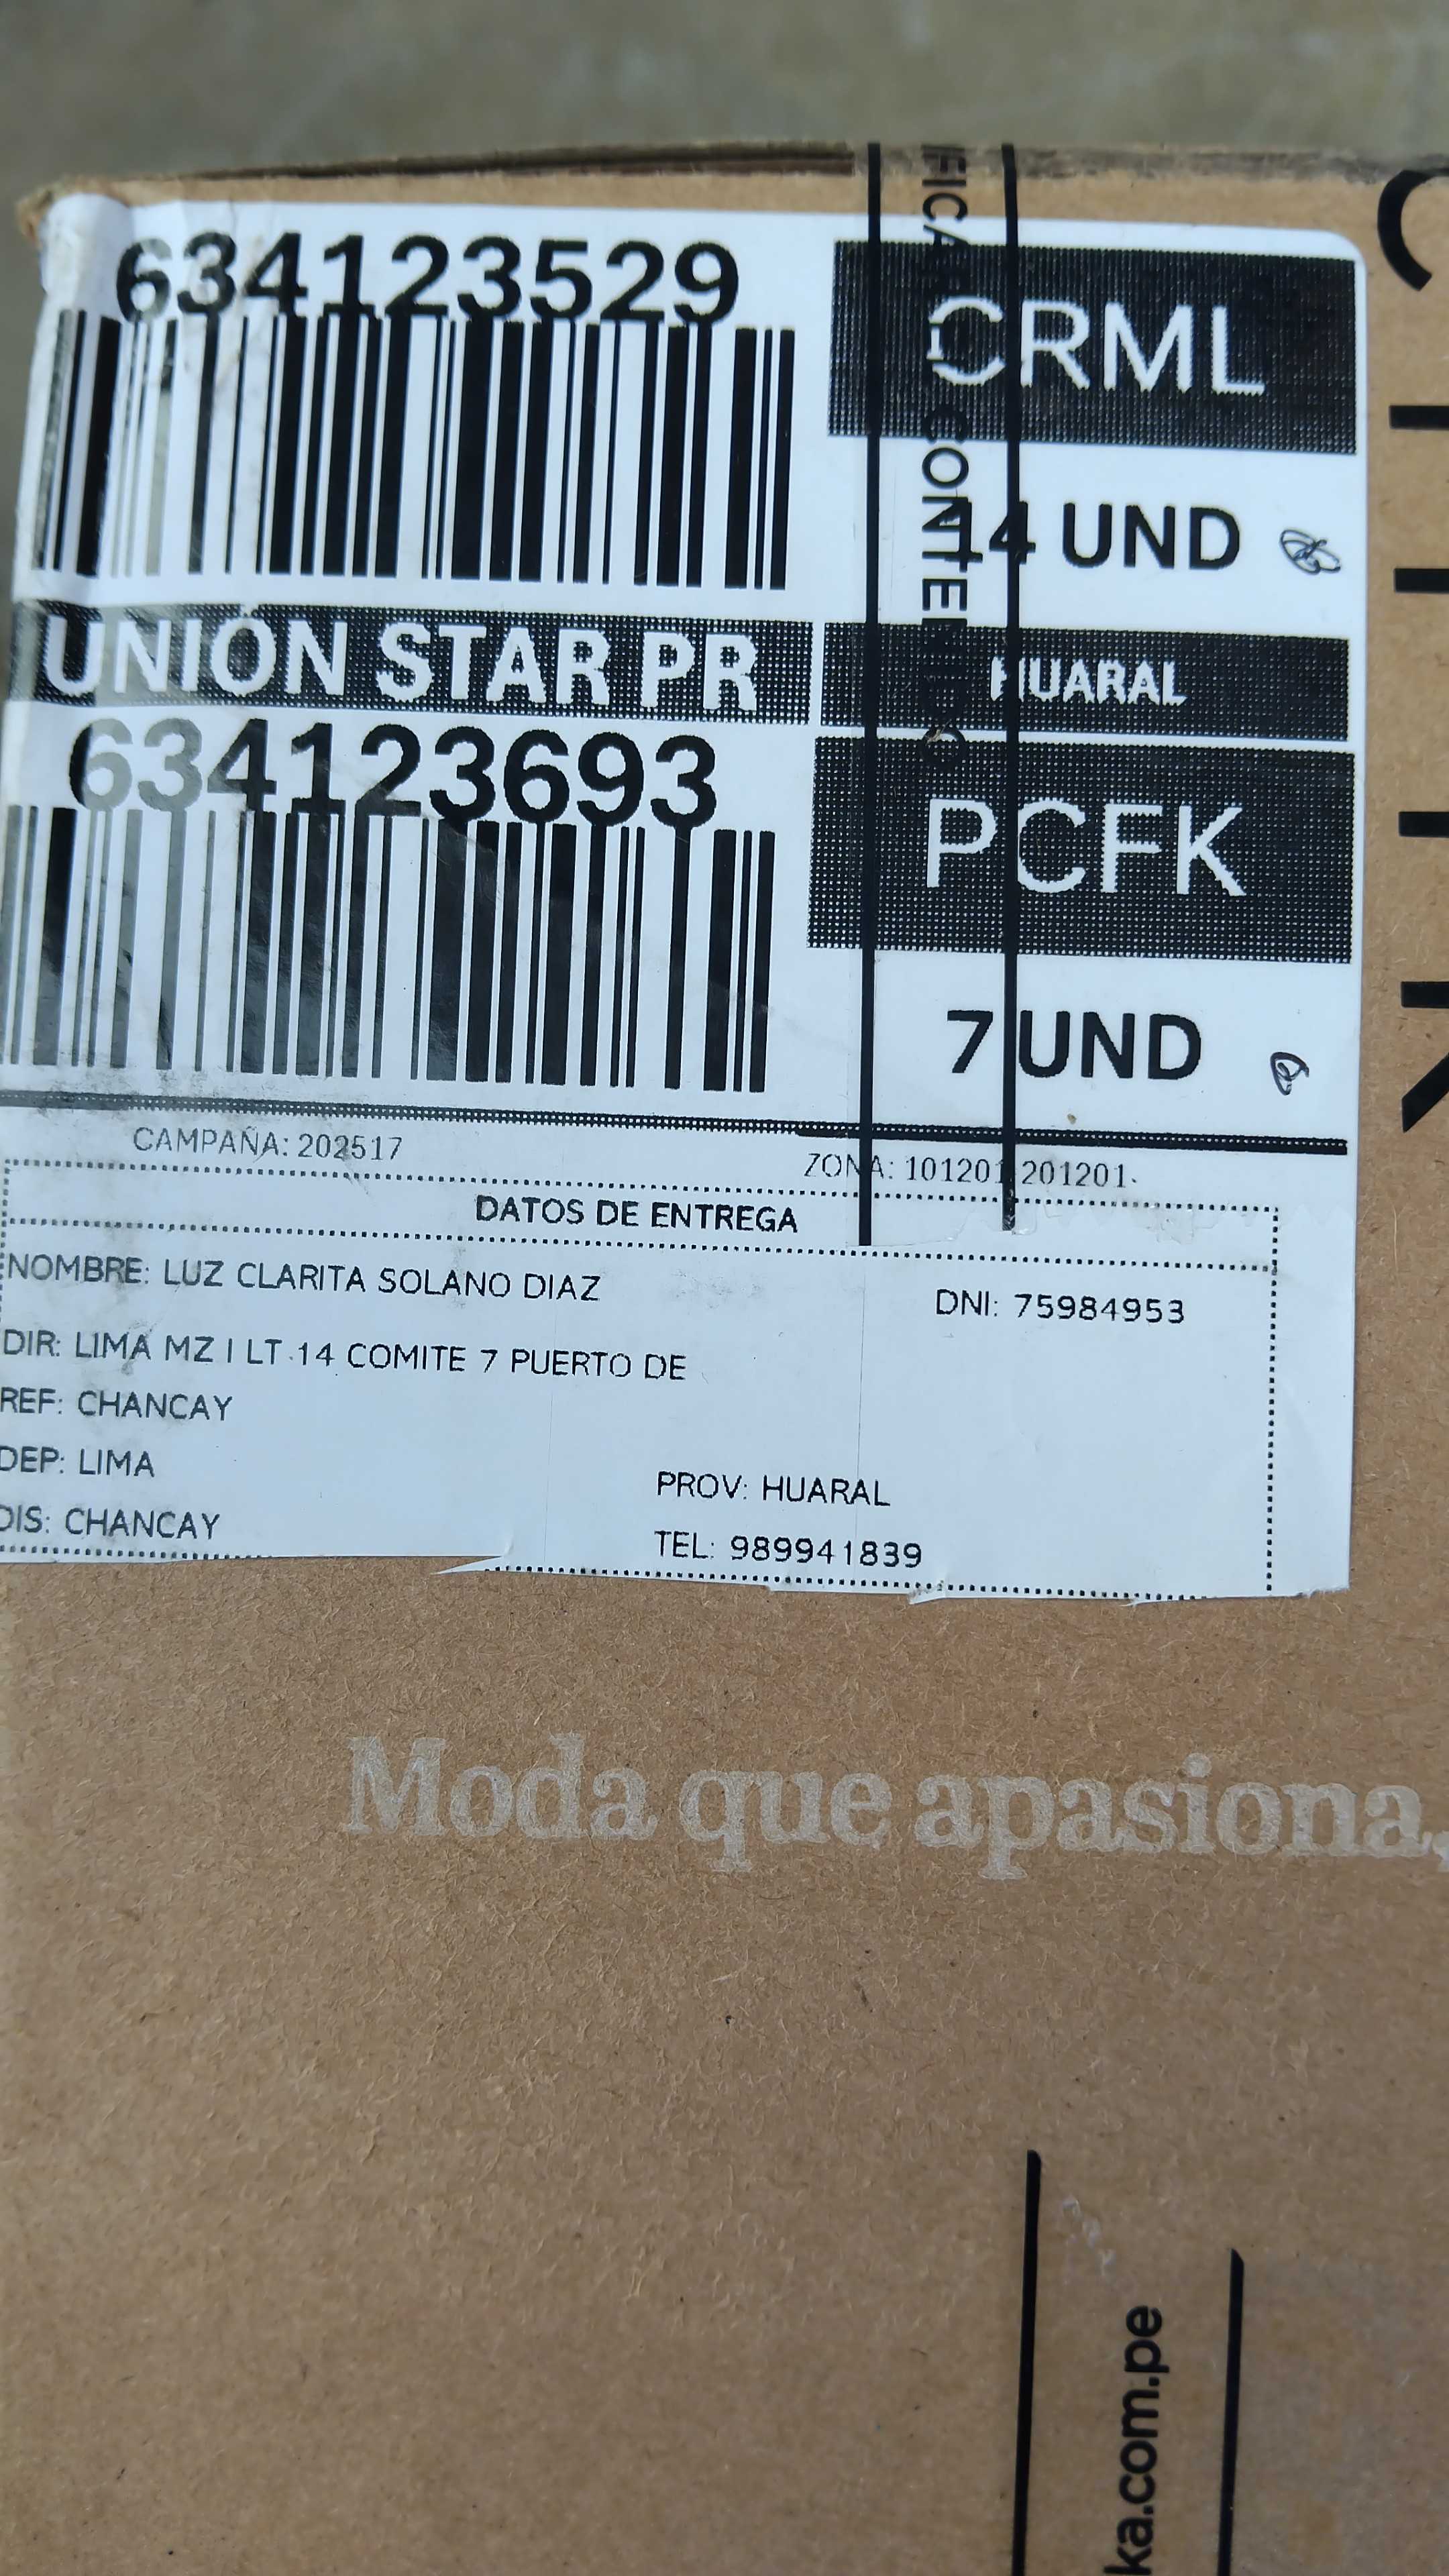 634123529
CRML
14 UND
UNION STAR PR
HUARAL
634123693
PCFK
7 UND
CAMPAÑA: 202517
ZONA: 101201 201201
DATOS DE ENTREGA
NOMBRE: LUZ CLARITA SOLANO DIAZ
DNI: 75984953
DIR: LIMA MZ I LT 14 COMITE 7 PUERTO DE
REF: CHANCAY
DEP: LIMA
PROV: HUARAL
DIS: CHANCAY
TEL: 989941839
Moda que apasiona,
ka.com.pe